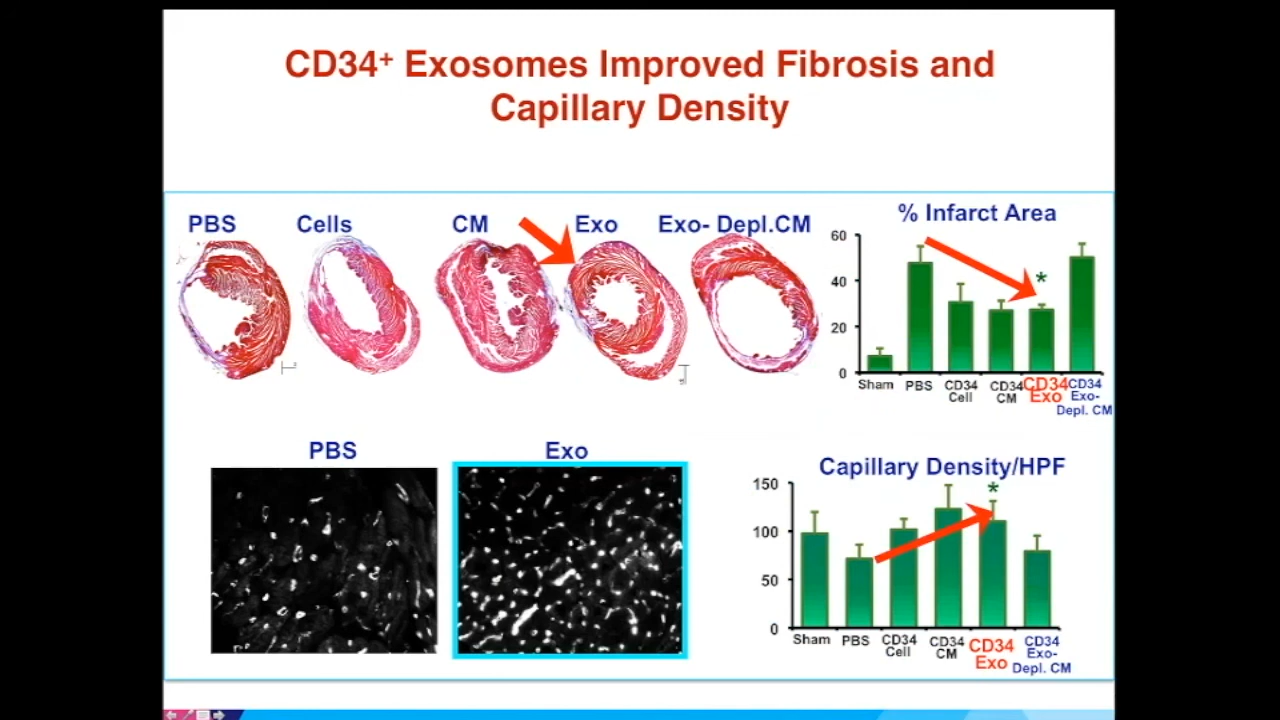 CD34⁺ Exosomes Improved Fibrosis and
Capillary Density
PBS
Cells
CM
Exo
Exo- Depl.CM
% Infarct Area
60
40
20
0
*
Sham
PBS
CD34
Cell
CD34
CM
CD34
Exo
CD34
Exo-
Depl. CM
PBS
Exo
Capillary Density/HPF
150
100
50
0
*
Sham
PBS
CD34
Cell
CD34
CM
CD34
Exo
CD34
Exo-
Depl. CM